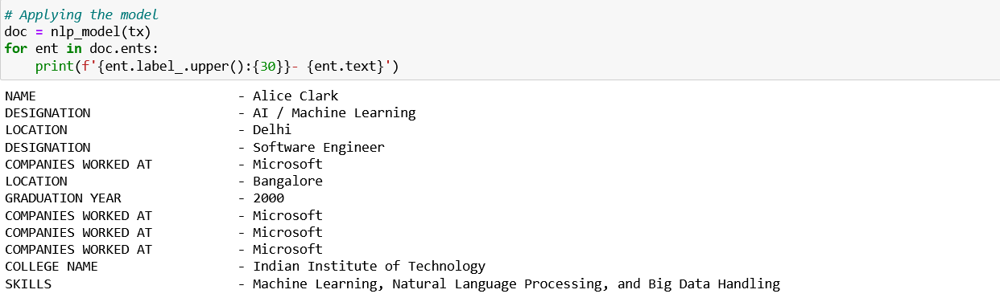 # Applying the model
doc = nlp_model(tx)
for ent in doc.ents:
    print(f'{ent.label_.upper():{30}}- {ent.text}')
NAME                          - Alice Clark
DESIGNATION                   - AI / Machine Learning
LOCATION                      - Delhi
DESIGNATION                   - Software Engineer
COMPANIES WORKED AT           - Microsoft
LOCATION                      - Bangalore
GRADUATION YEAR               - 2000
COMPANIES WORKED AT           - Microsoft
COMPANIES WORKED AT           - Microsoft
COMPANIES WORKED AT           - Microsoft
COLLEGE NAME                  - Indian Institute of Technology
SKILLS                        - Machine Learning, Natural Language Processing, and Big Data Handling